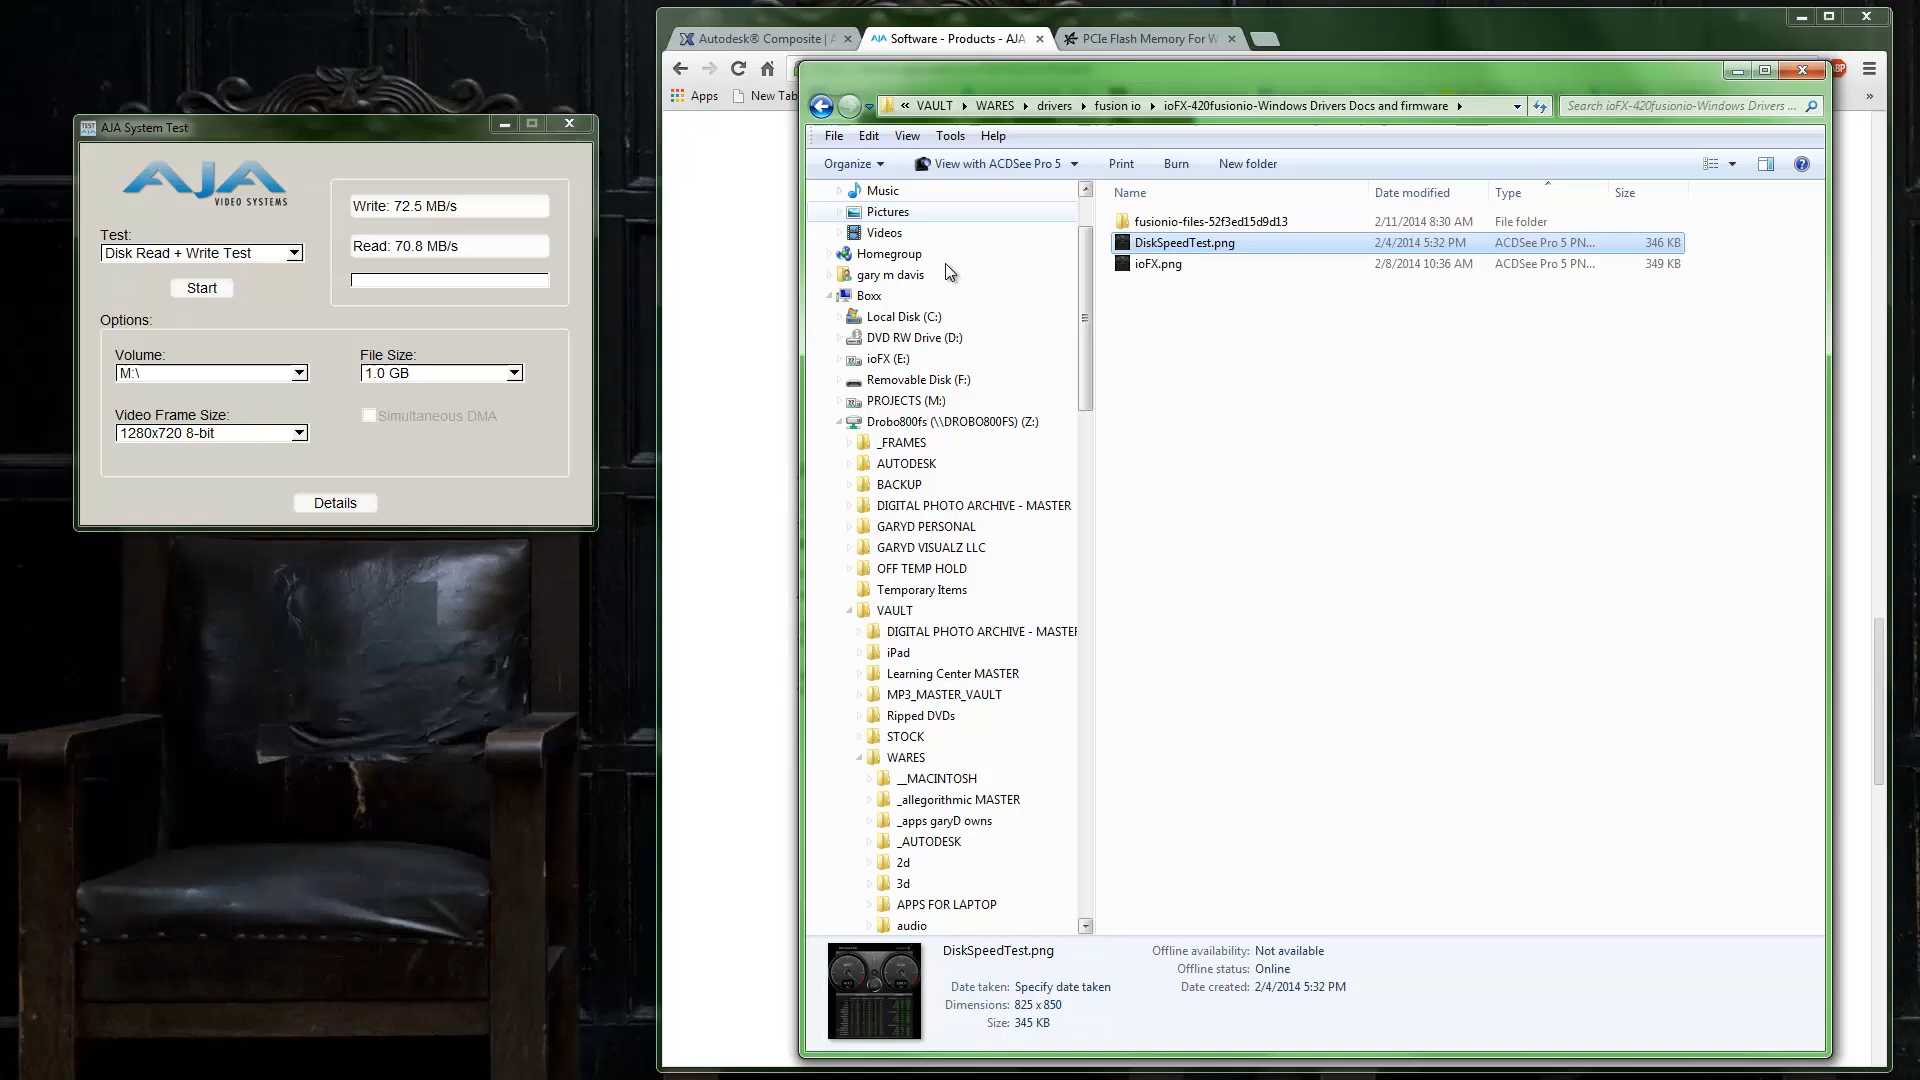 AJA System Test
AJA
VIDEO SYSTEMS
Write: 72.5 MB/s
Read: 70.8 MB/s
Test:
Disk Read + Write Test
Start
Options:
Volume:
File Size:
M:\
1.0 GB
Video Frame Size:
Simultaneous DMA
1280x720 8-bit
Details
Autodesk® Composite |
AJA Software - Products - AJA
PCIe Flash Memory For W
Apps
New Tab
« VAULT WARES drivers fusion io ioFX-420fusionio-Windows Drivers Docs and firmware
Search ioFX-420fusionio-Windows Drivers ...
File Edit View Tools Help
Organize View with ACDSee Pro 5 Print Burn New folder
Music
Pictures
Videos
Homegroup
gary m davis
Boxx
Local Disk (C:)
DVD RW Drive (D:)
ioFX (E:)
Removable Disk (F:)
PROJECTS (M:)
Drobo800fs (\\DROBO800FS) (Z:)
_FRAMES
AUTODESK
BACKUP
DIGITAL PHOTO ARCHIVE - MASTER
GARYD PERSONAL
GARYD VISUALZ LLC
OFF TEMP HOLD
Temporary Items
VAULT
DIGITAL PHOTO ARCHIVE - MASTER
iPad
Learning Center MASTER
MP3_MASTER_VAULT
Ripped DVDs
STOCK
WARES
__MACINTOSH
_allegorithmic MASTER
_apps garyD owns
_AUTODESK
2d
3d
APPS FOR LAPTOP
audio
Name Date modified Type Size
fusionio-files-52f3ed15d9d13 2/11/2014 8:30 AM File folder
DiskSpeedTest.png 2/4/2014 5:32 PM ACDSee Pro 5 PN... 346 KB
ioFX.png 2/8/2014 10:36 AM ACDSee Pro 5 PN... 349 KB
DiskSpeedTest.png
Offline availability: Not available
Offline status: Online
Date taken: Specify date taken
Date created: 2/4/2014 5:32 PM
Dimensions: 825 x 850
Size: 345 KB